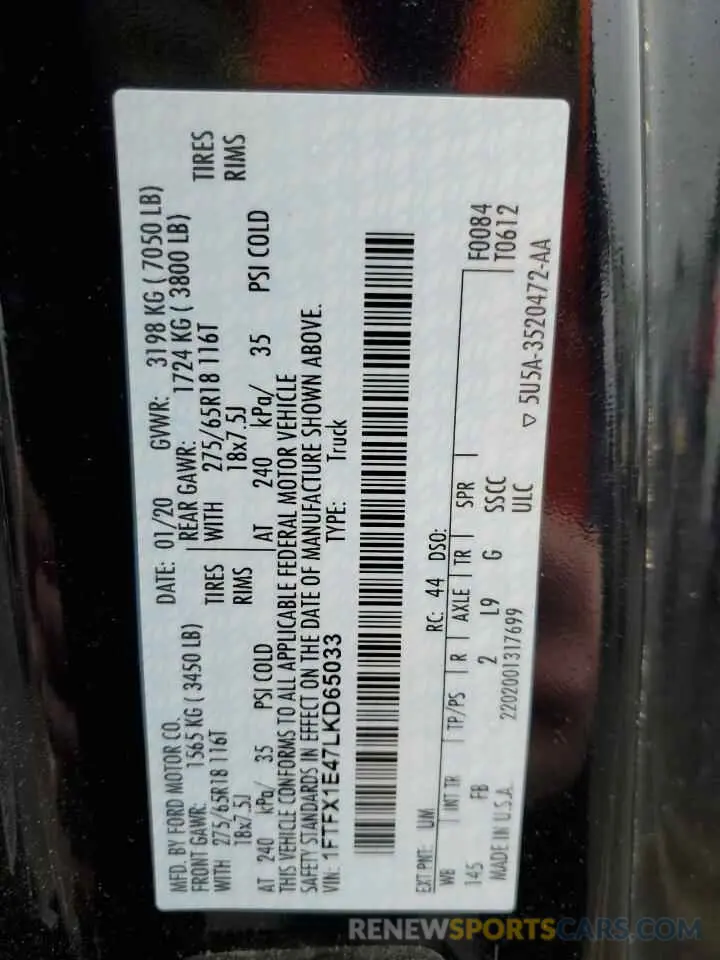 MFD. BY FORD MOTOR CO. DATE: 01/20 GVWR: 3198 KG ( 7050 LB)
FRONT GAWR: 1565 KG ( 3450 LB) REAR GAWR: 1724 KG ( 3800 LB)
WITH 275/65R18 116T TIRES WITH 275/65R18 116T TIRES
18x7.5J RIMS 18x7.5J RIMS
AT 240 kPa/ 35 PSI COLD AT 240 kPa/ 35 PSI COLD
THIS VEHICLE CONFORMS TO ALL APPLICABLE FEDERAL MOTOR VEHICLE
SAFETY STANDARDS IN EFFECT ON THE DATE OF MANUFACTURE SHOWN ABOVE.
VIN: 1FTFX1E47LKD65033 TYPE: Truck
EXT PNT: UM RC: 44 DSO:
WB INT TR TP/PS R AXLE TR SPR F0084
T0612
145 FB 2 L9 G SSCC
MADE IN U.S.A. 2202001317699 ULC
▽ 5U5A-3520472-AA
RENEWSPORTSCARS.COM